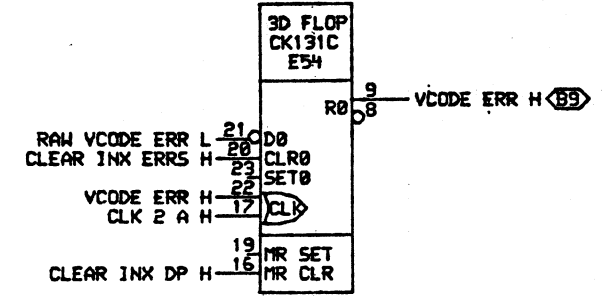 3D FLOP
CK131C
E54
9 VCODE ERR H B9
R0
8
RAW VCODE ERR L 21 D0
CLEAR INX ERRS H 20 CLR0
23 SET0
VCODE ERR H 22
CLK
CLK 2 A H 17
19 MR SET
CLEAR INX DP H 16 MR CLR